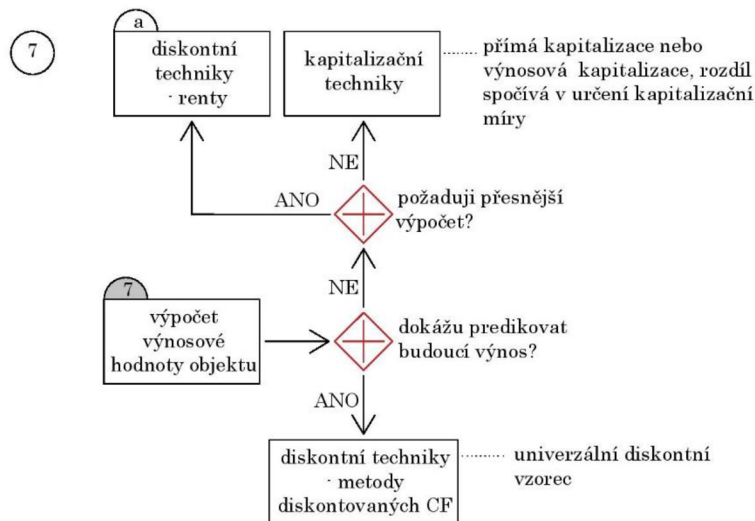 7
a
diskontní
techniky
- renty
kapitalizační
techniky
přímá kapitalizace nebo
výnosová kapitalizace, rozdíl
spočívá v určení kapitalizační
míry
NE
ANO
požaduji přesnější
výpočet?
NE
7
výpočet
výnosové
hodnoty objektu
dokážu predikovat
budoucí výnos?
ANO
diskontní techniky
- metody
diskontovaných CF
univerzální diskontní
vzorec